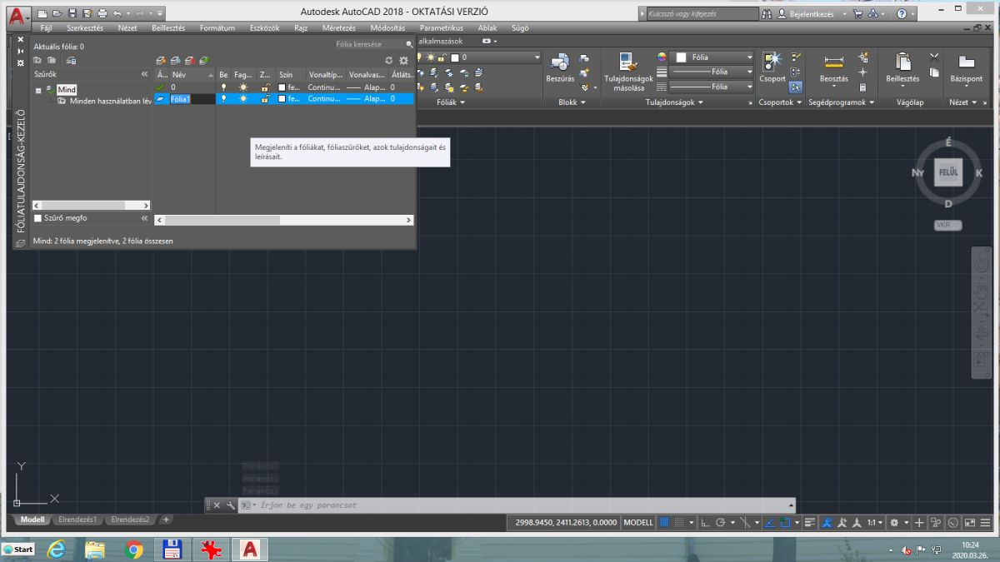 Autodesk AutoCAD 2018 - OKTATÁSI VERZIÓ
Kulcsszó vagy kifejezés
Bejelentkezés
Fájl Szerkesztés Nézet Beillesztés Formátum Eszközök Rajz Méretezés Módosítás Parametrikus Ablak Súgó
alkalmazások
Aktuális fólia: 0
Fólia keresése
Szűrők
Á... Név Be Fag... Z... Szín Vonaltíp... Vonalvas... Átláts...
Mind
Minden használatban lév
0 fe... Continu... Alap... 0
Fólia1 fe... Continu... Alap... 0
Szűrő megfo
Mind: 2 fólia megjelenítve, 2 fólia összesen
FÓLIATULAJDONSÁG-KEZELŐ
Megjeleníti a fóliákat, fóliaszűrőket, azok tulajdonságait és
leírásait.
0
Fóliák
Beszúrás
Blokk
Tulajdonságok
másolása
Fólia
Fólia
Fólia
Tulajdonságok
Csoport
Csoportok
Beosztás
Segédprogramok
Beillesztés
Vágólap
Bázispont
Nézet
É
Ny FELÜL K
D
VKR
Y
X
Parancs:
Parancs:
Parancs:
Írjon be egy parancsot
Modell Elrendezés1 Elrendezés2 +
2998.9450, 2411.2613, 0.0000 MODELL 1:1
Start
10:24
2020.03.26.